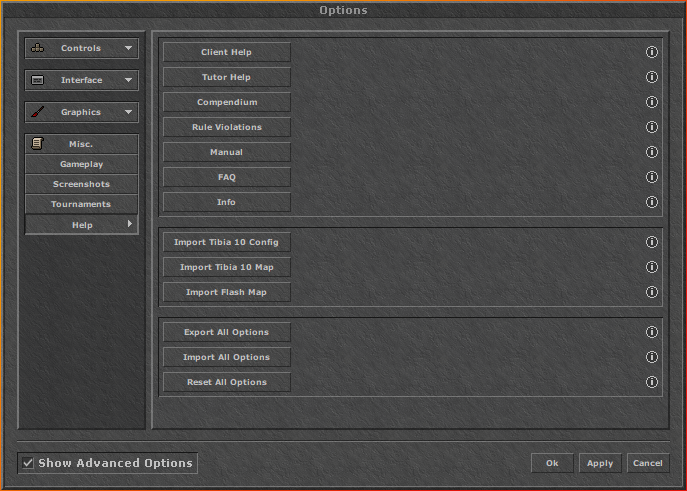 Options
Controls
Interface
Graphics
Misc.
Gameplay
Screenshots
Tournaments
Help
Client Help
Tutor Help
Compendium
Rule Violations
Manual
FAQ
Info
Import Tibia 10 Config
Import Tibia 10 Map
Import Flash Map
Export All Options
Import All Options
Reset All Options
Show Advanced Options
Ok
Apply
Cancel